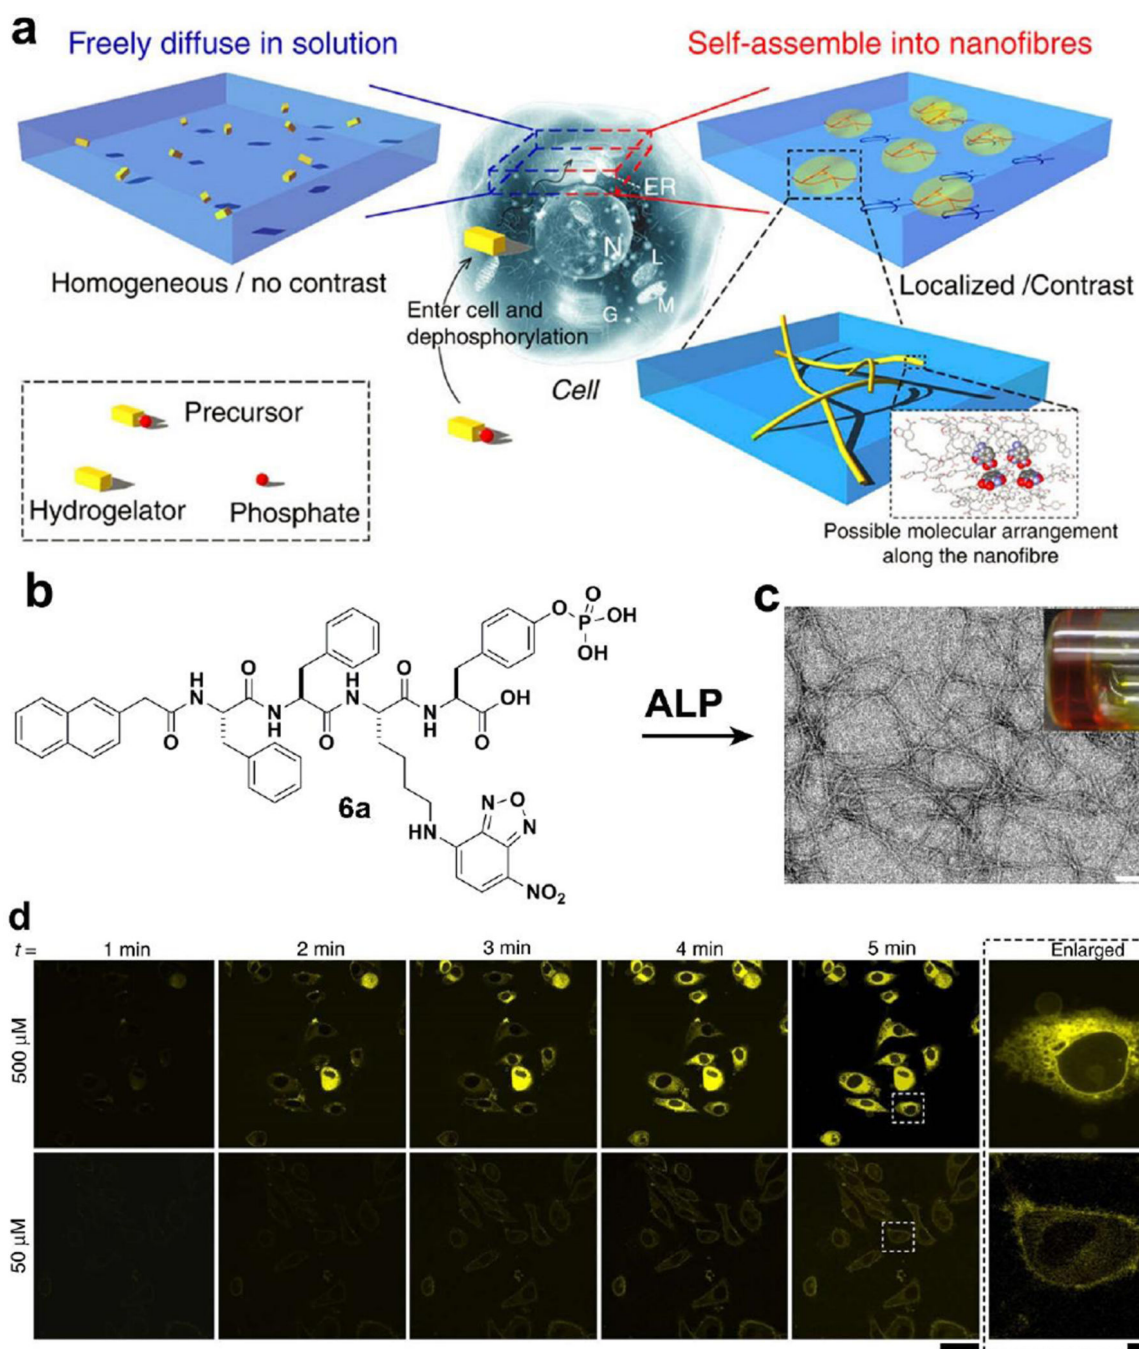 a
Freely diffuse in solution
Self-assemble into nanofibres
ER
N
L
M
G
Homogeneous / no contrast
Localized /Contrast
Enter cell and
dephosphorylation
Cell
Precursor
Hydrogelator
Phosphate
Possible molecular arrangement
along the nanofibre
b
O
O
P
OH
OH
H
N
O
H
N
O
OH
O
N
H
O
N
H
O
6a
N
O
N
HN
NO2
ALP
c
d
t =
1 min
2 min
3 min
4 min
5 min
Enlarged
500 µM
50 µM